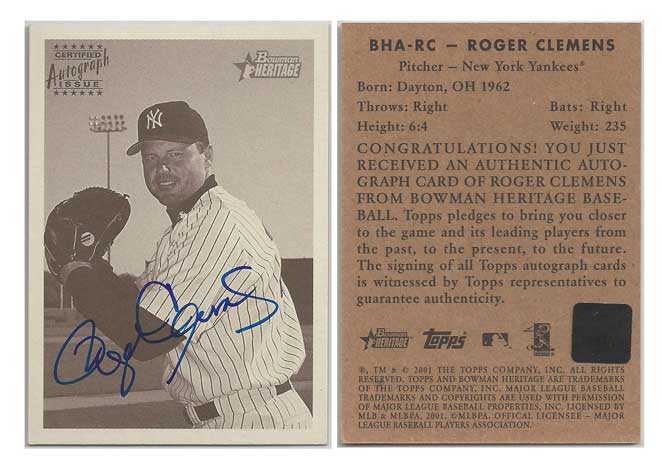 CERTIFIED
Autograph
ISSUE
Bowman
HERITAGE
NY
Roger Clemens
BHA-RC – ROGER CLEMENS
Pitcher – New York Yankees®
Born: Dayton, OH 1962
Throws: Right Bats: Right
Height: 6:4 Weight: 235
CONGRATULATIONS! YOU JUST
RECEIVED AN AUTHENTIC AUTO-
GRAPH CARD OF ROGER CLEMENS
FROM BOWMAN HERITAGE BASE-
BALL. Topps pledges to bring you closer
to the game and its leading players from
the past, to the present, to the future.
The signing of all Topps autograph cards
is witnessed by Topps representatives to
guarantee authenticity.
Bowman
HERITAGE
Topps
®, TM & © 2001 THE TOPPS COMPANY, INC. ALL RIGHTS
RESERVED. TOPPS AND BOWMAN HERITAGE ARE TRADEMARKS
OF THE TOPPS COMPANY, INC. MAJOR LEAGUE BASEBALL
TRADEMARKS AND COPYRIGHTS ARE USED WITH PERMISSION
OF MAJOR LEAGUE BASEBALL PROPERTIES, INC. LICENSED BY
MLB & MLBPA, 2001. ©MLBPA. OFFICIAL LICENSEE – MAJOR
LEAGUE BASEBALL PLAYERS ASSOCIATION.